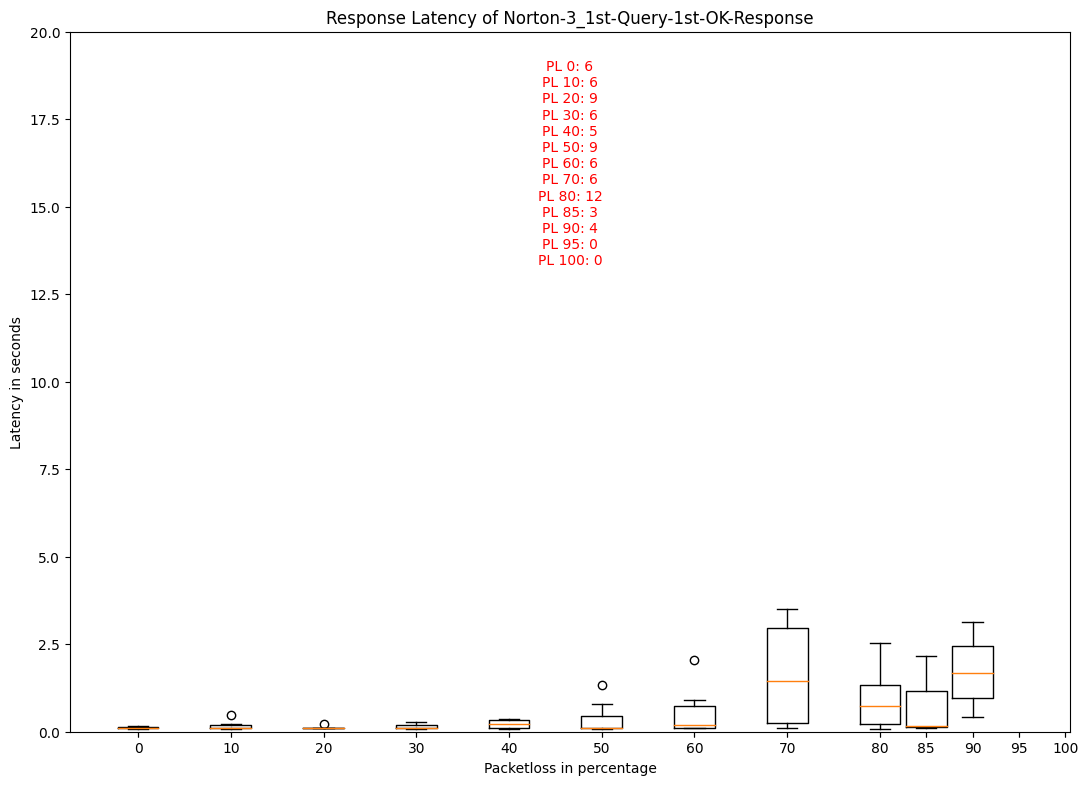 Response Latency of Norton-3_1st-Query-1st-OK-Response
20.0
17.5
15.0
12.5
10.0
7.5
5.0
2.5
0.0
Latency in seconds
PL 0: 6
PL 10: 6
PL 20: 9
PL 30: 6
PL 40: 5
PL 50: 9
PL 60: 6
PL 70: 6
PL 80: 12
PL 85: 3
PL 90: 4
PL 95: 0
PL 100: 0
0 10 20 30 40 50 60 70 80 85 90 95 100
Packetloss in percentage